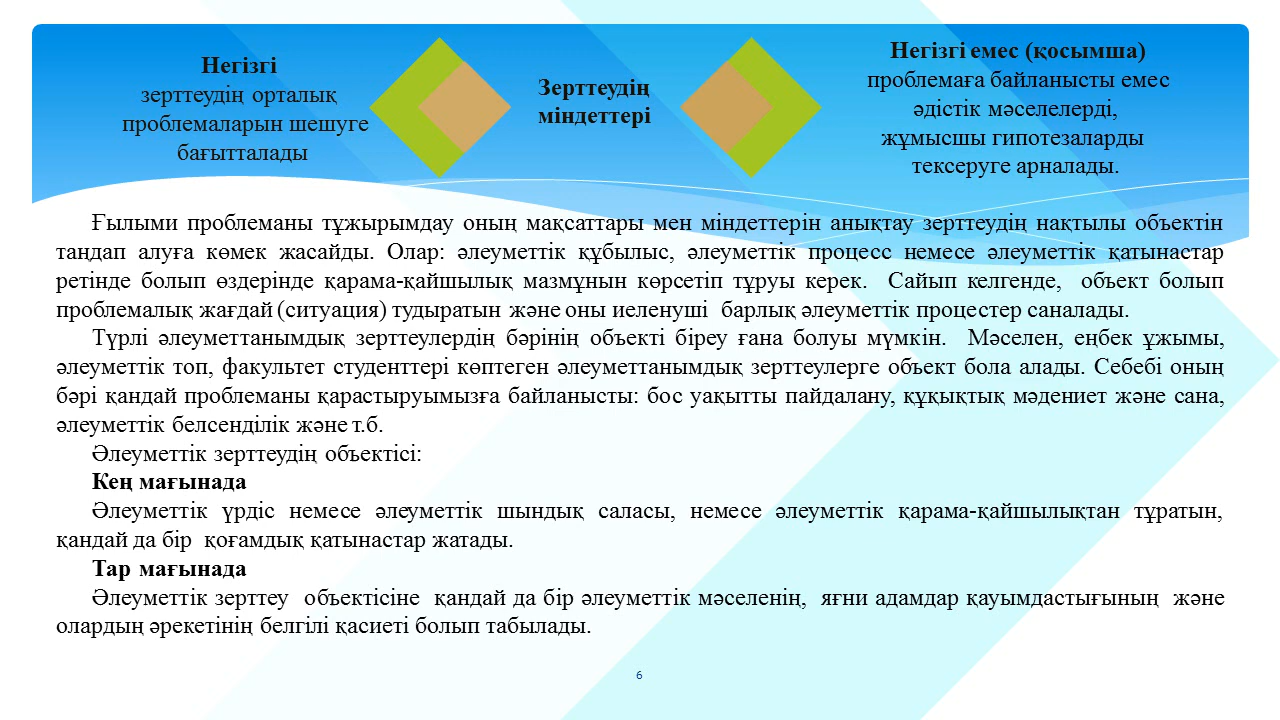 Негізгі
зерттеудің орталық
проблемаларын шешуге
бағытталады
Зерттеудің
міндеттері
Негізгі емес (қосымша)
проблемаға байланысты емес
әдістік мәселелерді,
жұмысшы гипотезаларды
тексеруге арналады.
Ғылыми проблеманы тұжырымдау оның мақсаттары мен міндеттерін анықтау зерттеудің нақтылы объектін
таңдап алуға көмек жасайды. Олар: әлеуметтік құбылыс, әлеуметтік процесс немесе әлеуметтік қатынастар
ретінде болып өздерінде қарама-қайшылық мазмұнын көрсетіп тұруы керек. Сайып келгенде, объект болып
проблемалық жағдай (ситуация) тудыратын және оны иеленуші барлық әлеуметтік процестер саналады.
Түрлі әлеуметтанымдық зерттеулердің бәрінің объекті біреу ғана болуы мүмкін. Мәселен, еңбек ұжымы,
әлеуметтік топ, факультет студенттері көптеген әлеуметтанымдық зерттеулерге объект бола алады. Себебі оның
бәрі қандай проблеманы қарастыруымызға байланысты: бос уақытты пайдалану, құқықтық мәдениет және сана,
әлеуметтік белсенділік және т.б.
Әлеуметтік зерттеудің объектісі:
Кең мағынада
Әлеуметтік үрдіс немесе әлеуметтік шындық саласы, немесе әлеуметтік қарама-қайшылықтан тұратын,
қандай да бір қоғамдық қатынастар жатады.
Тар мағынада
Әлеуметтік зерттеу объектісіне қандай да бір әлеуметтік мәселенің, яғни адамдар қауымдастығының және
олардың әрекетінің белгілі қасиеті болып табылады.
6